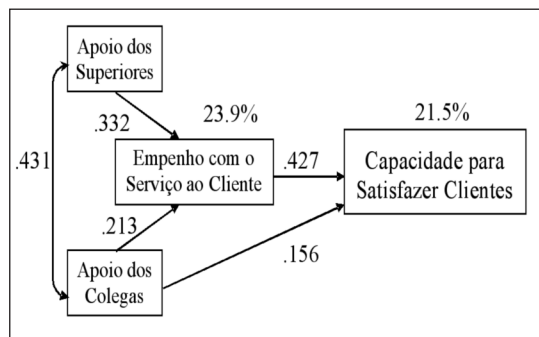 Apoio dos
Superiores
.332
23.9%
21.5%
.431
Empenho com o
Serviço ao Cliente
.427
Capacidade para
Satisfazer Clientes
.213
.156
Apoio dos
Colegas